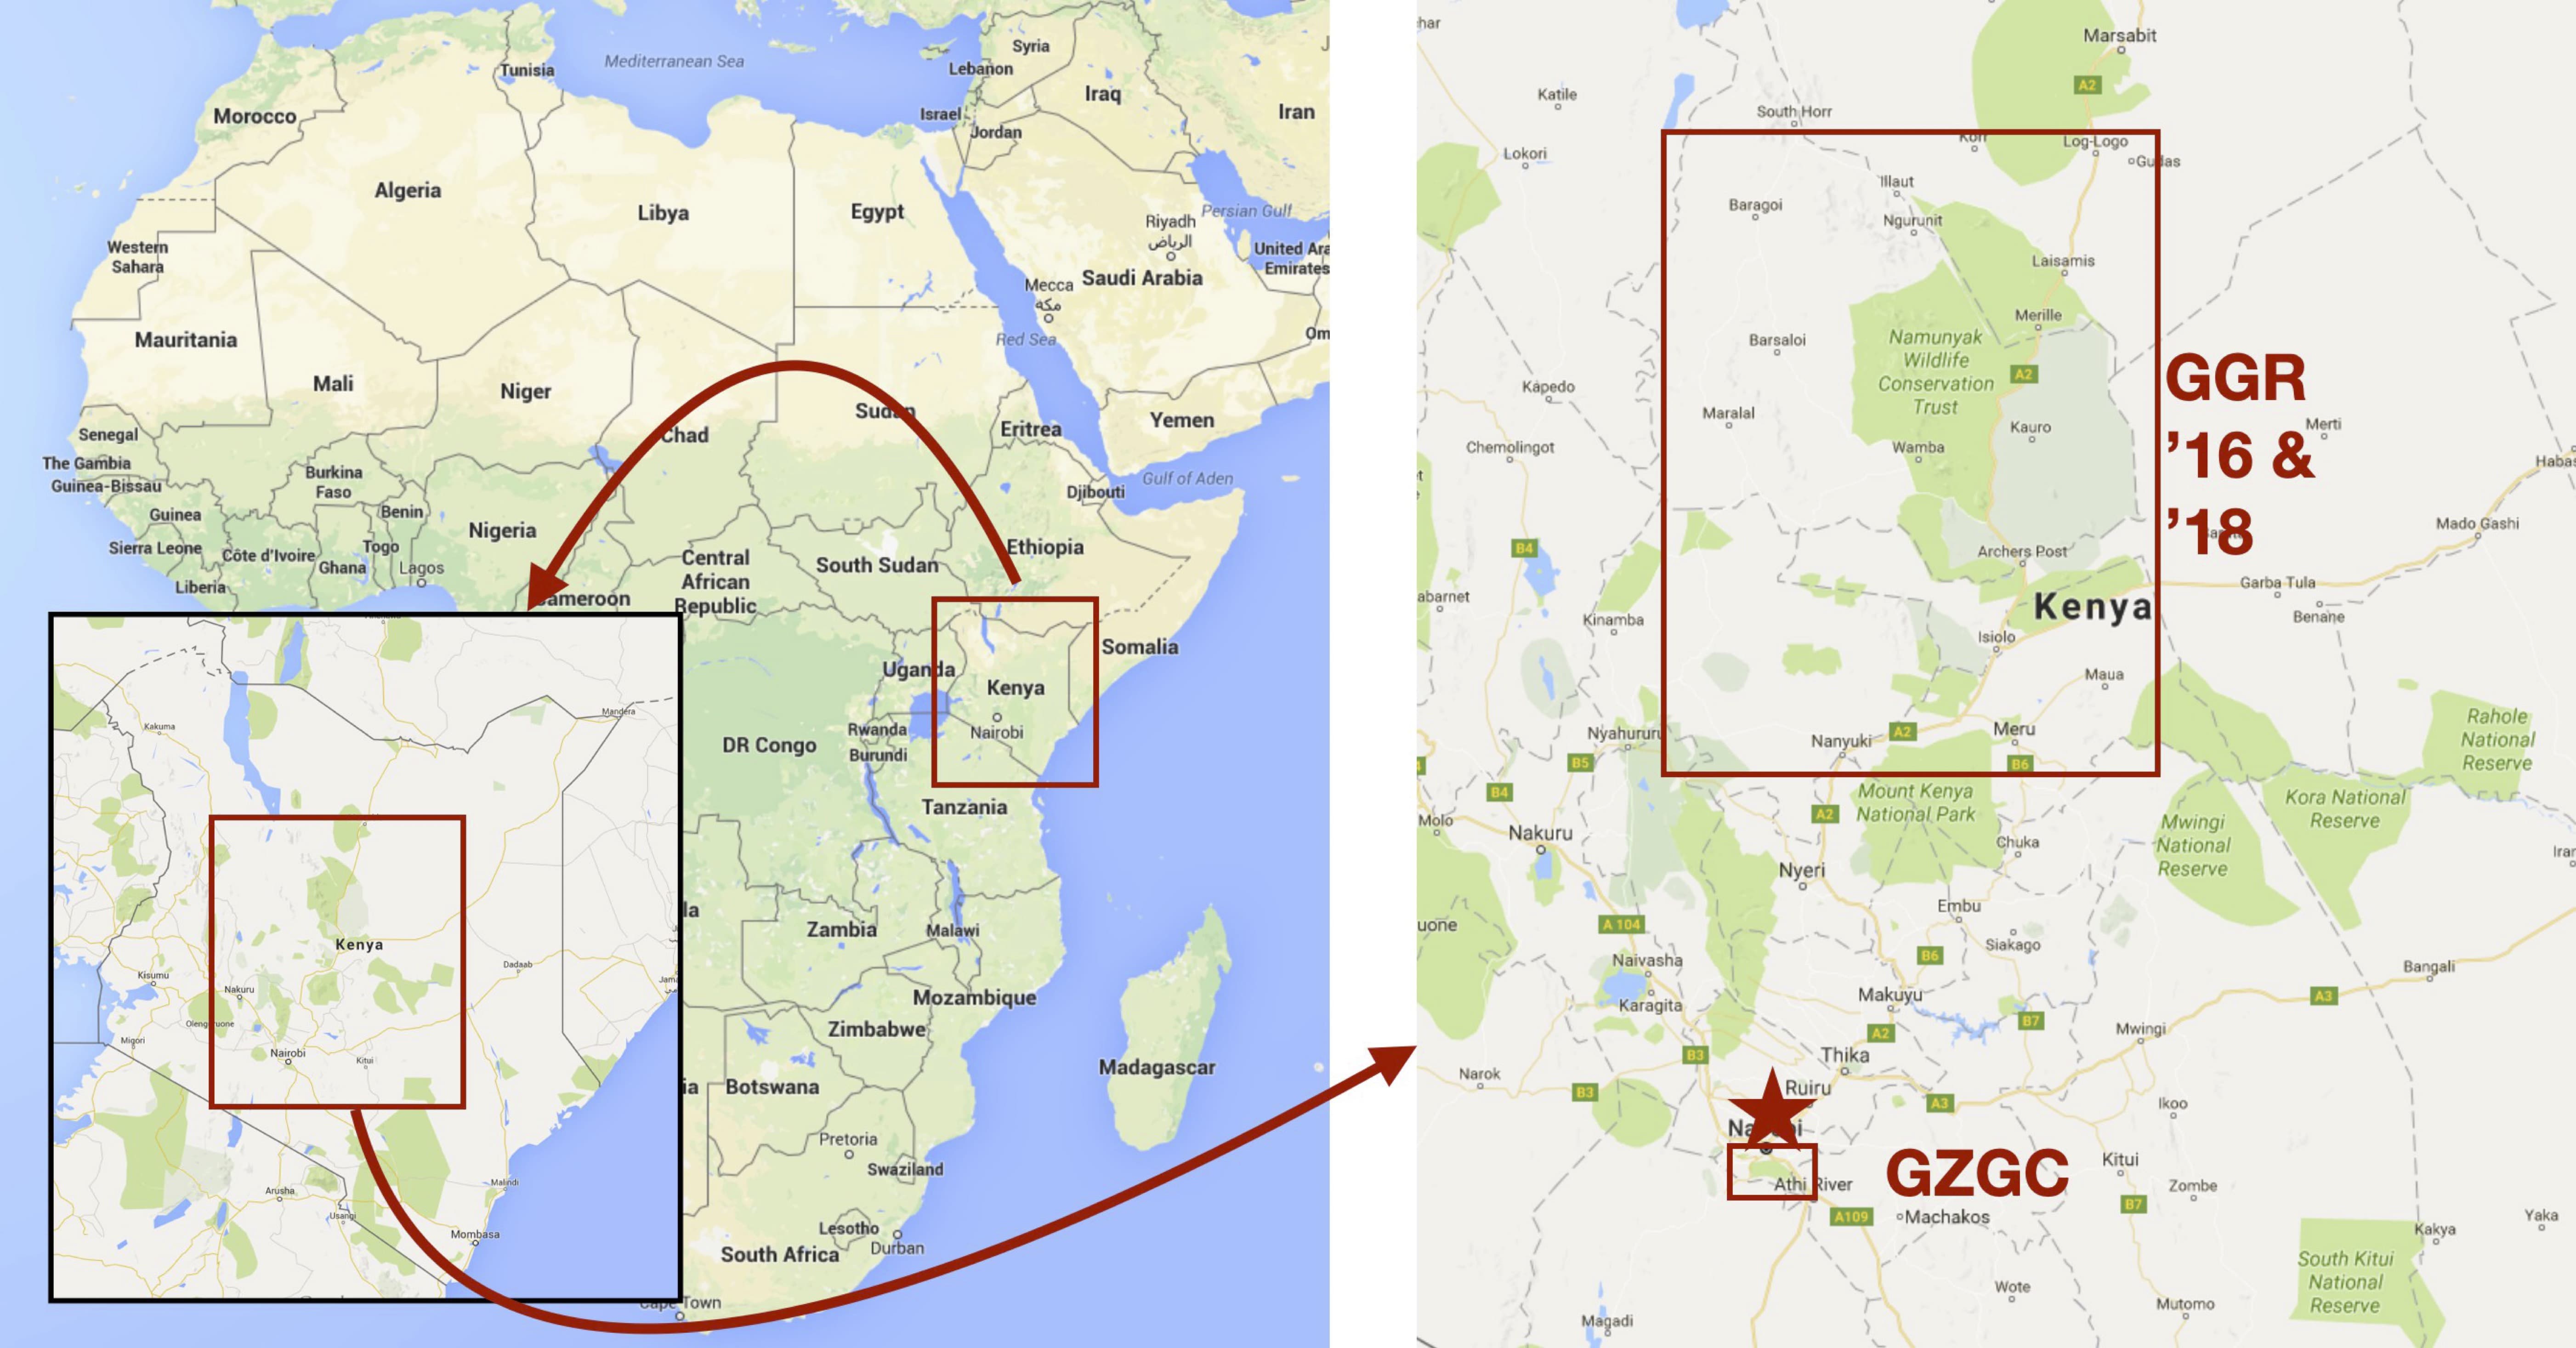 Mediterranean Sea
Syria
Tunisia
Lebanon
Iraq
Morocco
Israel
Iran
Jordan
Algeria
Libya
Egypt
Persian Gulf
Riyadh
الرياض
Western
Sahara
United Ara
Emirates
Mecca
مكة
Saudi Arabia
Mauritania
Red Sea
Om
Mali
Niger
Sudan
Chad
Eritrea
Yemen
Senegal
The Gambia
Guinea-Bissau
Burkina
Faso
Gulf of Aden
Djibouti
Guinea
Benin
Nigeria
Sierra Leone
Côte d'Ivoire
Togo
Ghana
Lagos
Liberia
Ethiopia
South Sudan
Central
African
Republic
Cameroon
Somalia
Uganda
Kenya
Nairobi
Rwanda
Burundi
DR Congo
Tanzania
la
Zambia
Malawi
Mozambique
Zimbabwe
Madagascar
ia
Botswana
Pretoria
Swaziland
Lesotho
Durban
South Africa
Cape Town
Kakuma
Mandera
Kenya
Kisumu
Nakuru
Dadaab
Jama
Olenguruone
Migori
Nairobi
Kitui
Arusha
Usangi
Malindi
Mombasa
har
Marsabit
A2
Katile
South Horr
Korr
Log-Logo
Gudas
Lokori
Illaut
Baragoi
Ngurunit
Laisamis
Merille
Barsaloi
Namunyak
Wildlife
Conservation
Trust
A2
GGR
’16 &
’18
Kapedo
Maralal
Kauro
Merti
Chemolingot
Wamba
Habas
Mado Gashi
B4
Archers Post
Garba Tula
abarnet
Kenya
Benane
Kinamba
Isiolo
Maua
Rahole
National
Reserve
Nyahururu
Nanyuki
A2
Meru
B5
B6
B4
Mount Kenya
National Park
A2
Kora National
Reserve
Molo
Nakuru
Mwingi
National
Reserve
Chuka
Iran
Nyeri
Embu
uone
A 104
Siakago
B6
Naivasha
Bangali
Karagita
Makuyu
A3
B7
A2
Mwingi
B3
Thika
Narok
B3
Ruiru
A3
Ikoo
Nairobi
GZGC
Kitui
Athi River
Zombe
B7
A109
Machakos
Kakya
Yaka
South Kitui
National
Reserve
Wote
Mutomo
Magadi